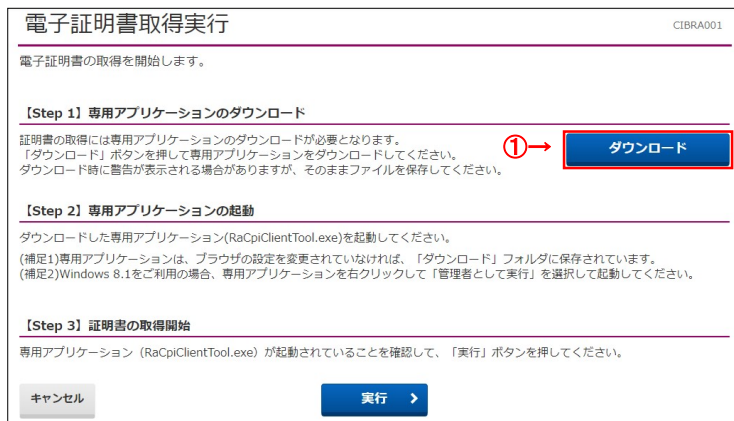 電子証明書取得実行
CIBRA001
電子証明書の取得を開始します。
【Step 1】専用アプリケーションのダウンロード
証明書の取得には専用アプリケーションのダウンロードが必要となります。
「ダウンロード」ボタンを押して専用アプリケーションをダウンロードしてください。
ダウンロード時に警告が表示される場合がありますが、そのままファイルを保存してください。
①→
ダウンロード
【Step 2】専用アプリケーションの起動
ダウンロードした専用アプリケーション(RaCpiClientTool.exe)を起動してください。
(補足1)専用アプリケーションは、ブラウザの設定を変更されていなければ、「ダウンロード」フォルダに保存されています。
(補足2)Windows 8.1をご利用の場合、専用アプリケーションを右クリックして「管理者として実行」を選択して起動してください。
【Step 3】証明書の取得開始
専用アプリケーション（RaCpiClientTool.exe）が起動されていることを確認して、「実行」ボタンを押してください。
キャンセル
実行 >